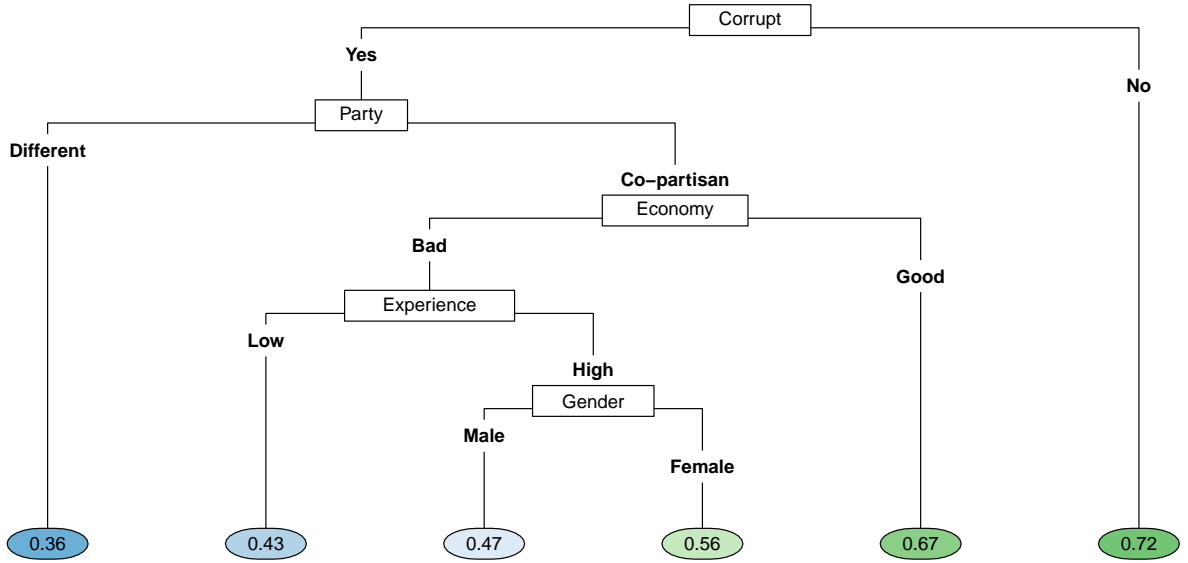 Corrupt
Yes
No
Party
Different
Co−partisan
Economy
Bad
Good
Experience
Low
High
Gender
Male
Female
0.36
0.43
0.47
0.56
0.67
0.72